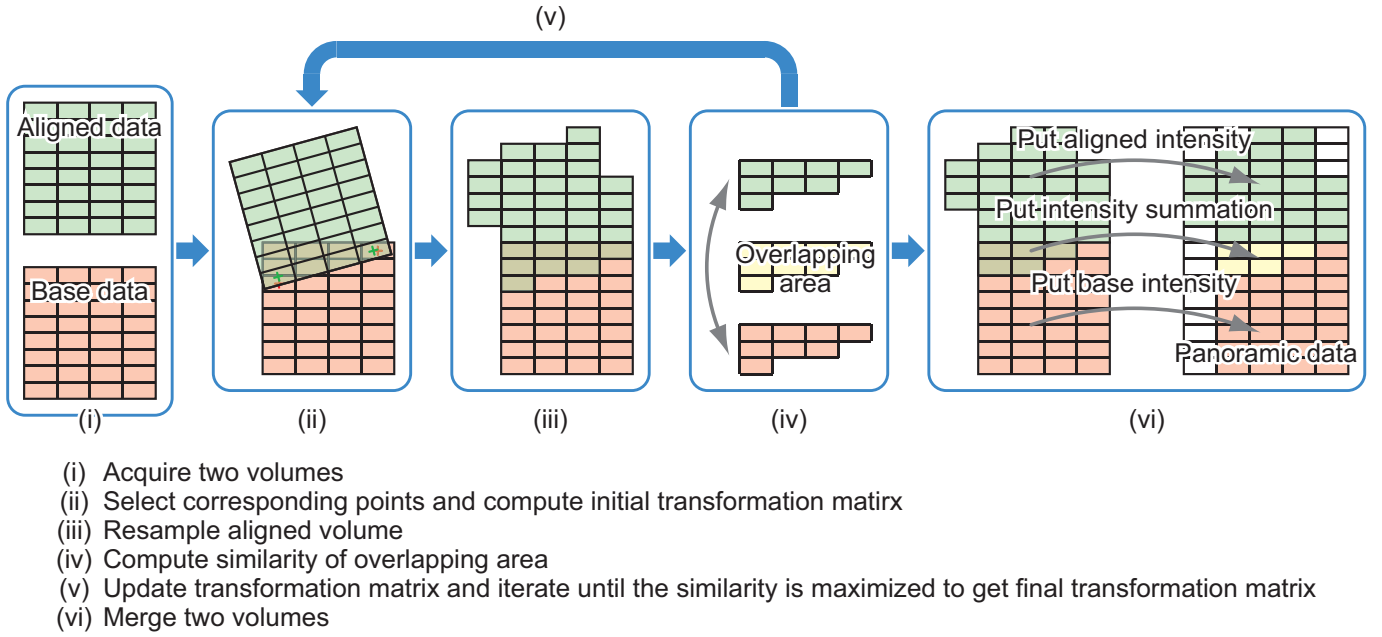 (v)
Aligned data
Base data
Overlapping
area
Put aligned intensity
Put intensity summation
Put base intensity
Panoramic data
(i)
(ii)
(iii)
(iv)
(vi)
(i) Acquire two volumes
(ii) Select corresponding points and compute initial transformation matirx
(iii) Resample aligned volume
(iv) Compute similarity of overlapping area
(v) Update transformation matrix and iterate until the similarity is maximized to get final transformation matrix
(vi) Merge two volumes